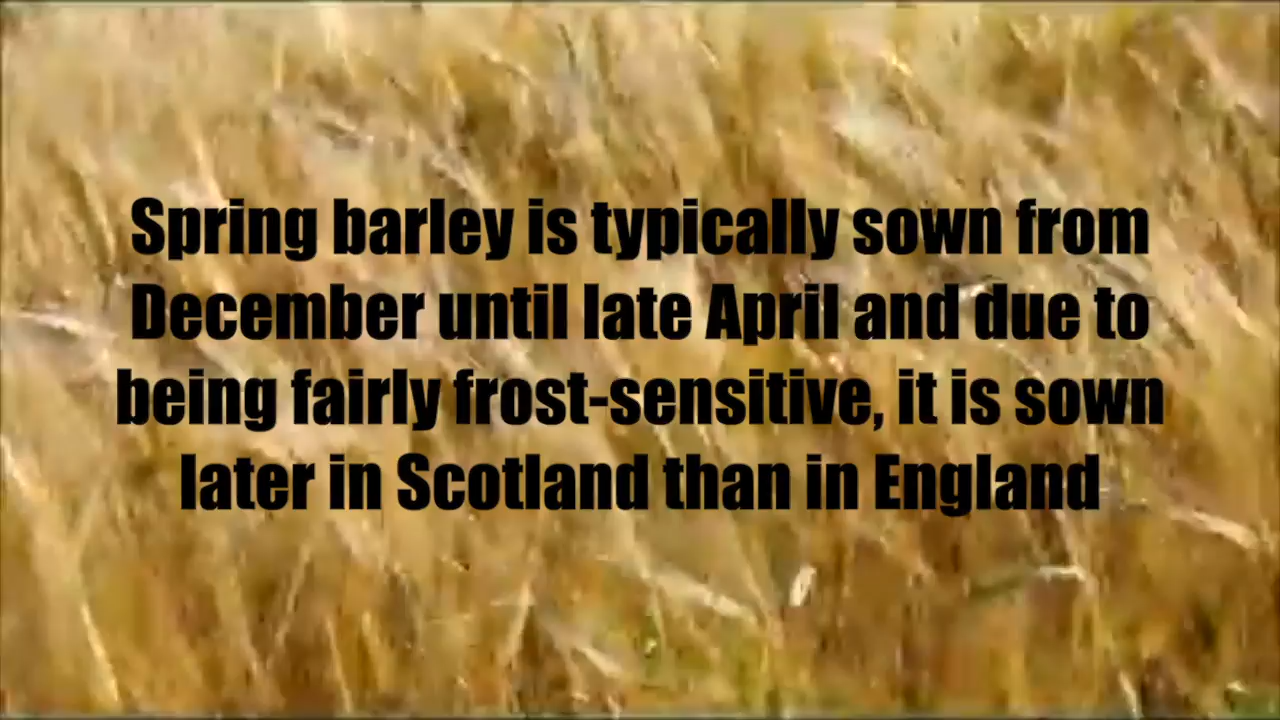 Spring barley is typically sown from
December until late April and due to
being fairly frost-sensitive, it is sown
later in Scotland than in England